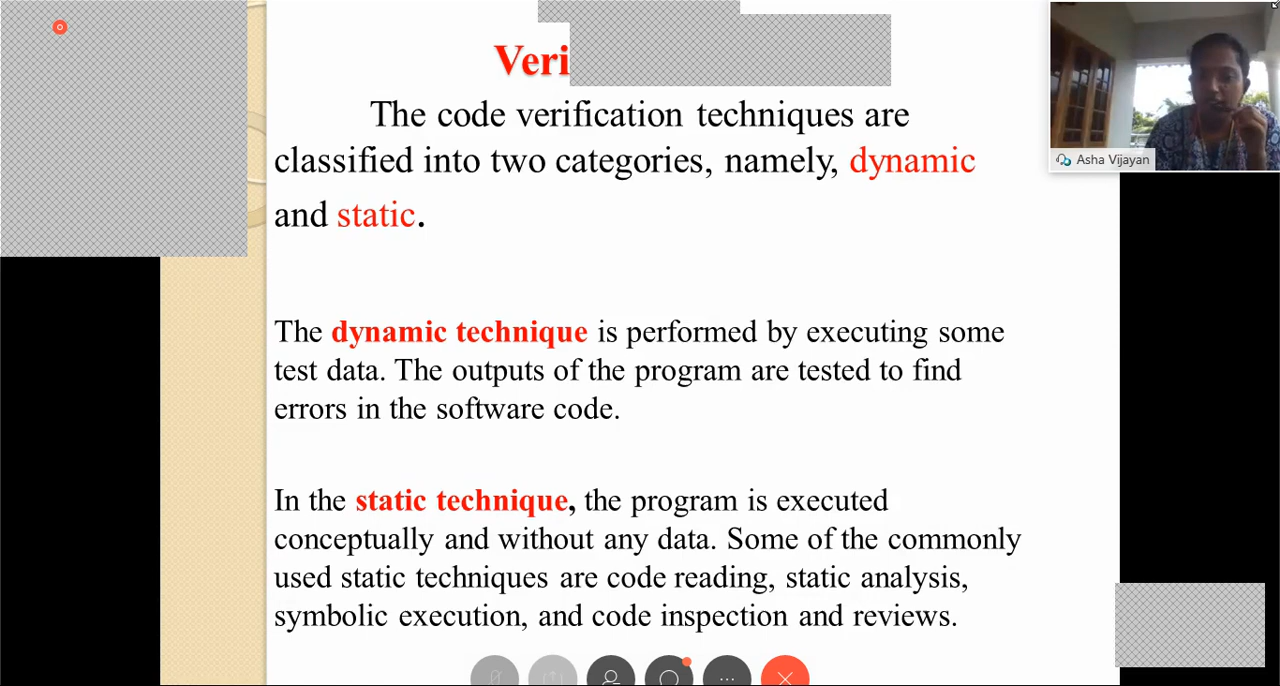 Veri
The code verification techniques are
classified into two categories, namely, dynamic
and static.
The dynamic technique is performed by executing some
test data. The outputs of the program are tested to find
errors in the software code.
In the static technique, the program is executed
conceptually and without any data. Some of the commonly
used static techniques are code reading, static analysis,
symbolic execution, and code inspection and reviews.
Asha Vijayan